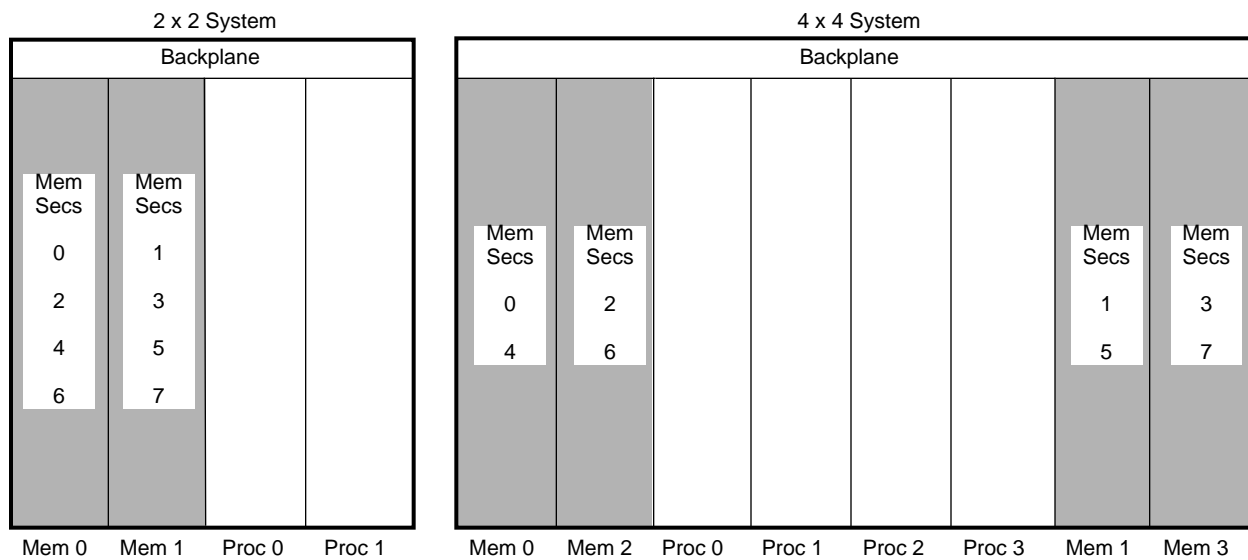 2 x 2 System
Backplane
Mem Secs
0
2
4
6
Mem Secs
1
3
5
7
Mem 0 Mem 1 Proc 0 Proc 1
4 x 4 System
Backplane
Mem Secs
0
4
Mem Secs
2
6
Mem Secs
1
5
Mem Secs
3
7
Mem 0 Mem 2 Proc 0 Proc 1 Proc 2 Proc 3 Mem 1 Mem 3